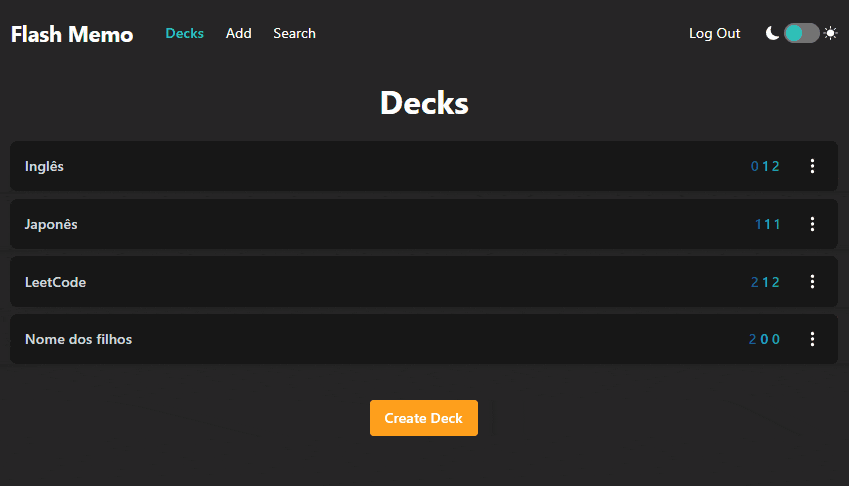 Flash Memo Decks Add Search Log Out
Decks
Inglês 0 1 2
Japonês 1 1 1
LeetCode 2 1 2
Nome dos filhos 2 0 0
Create Deck